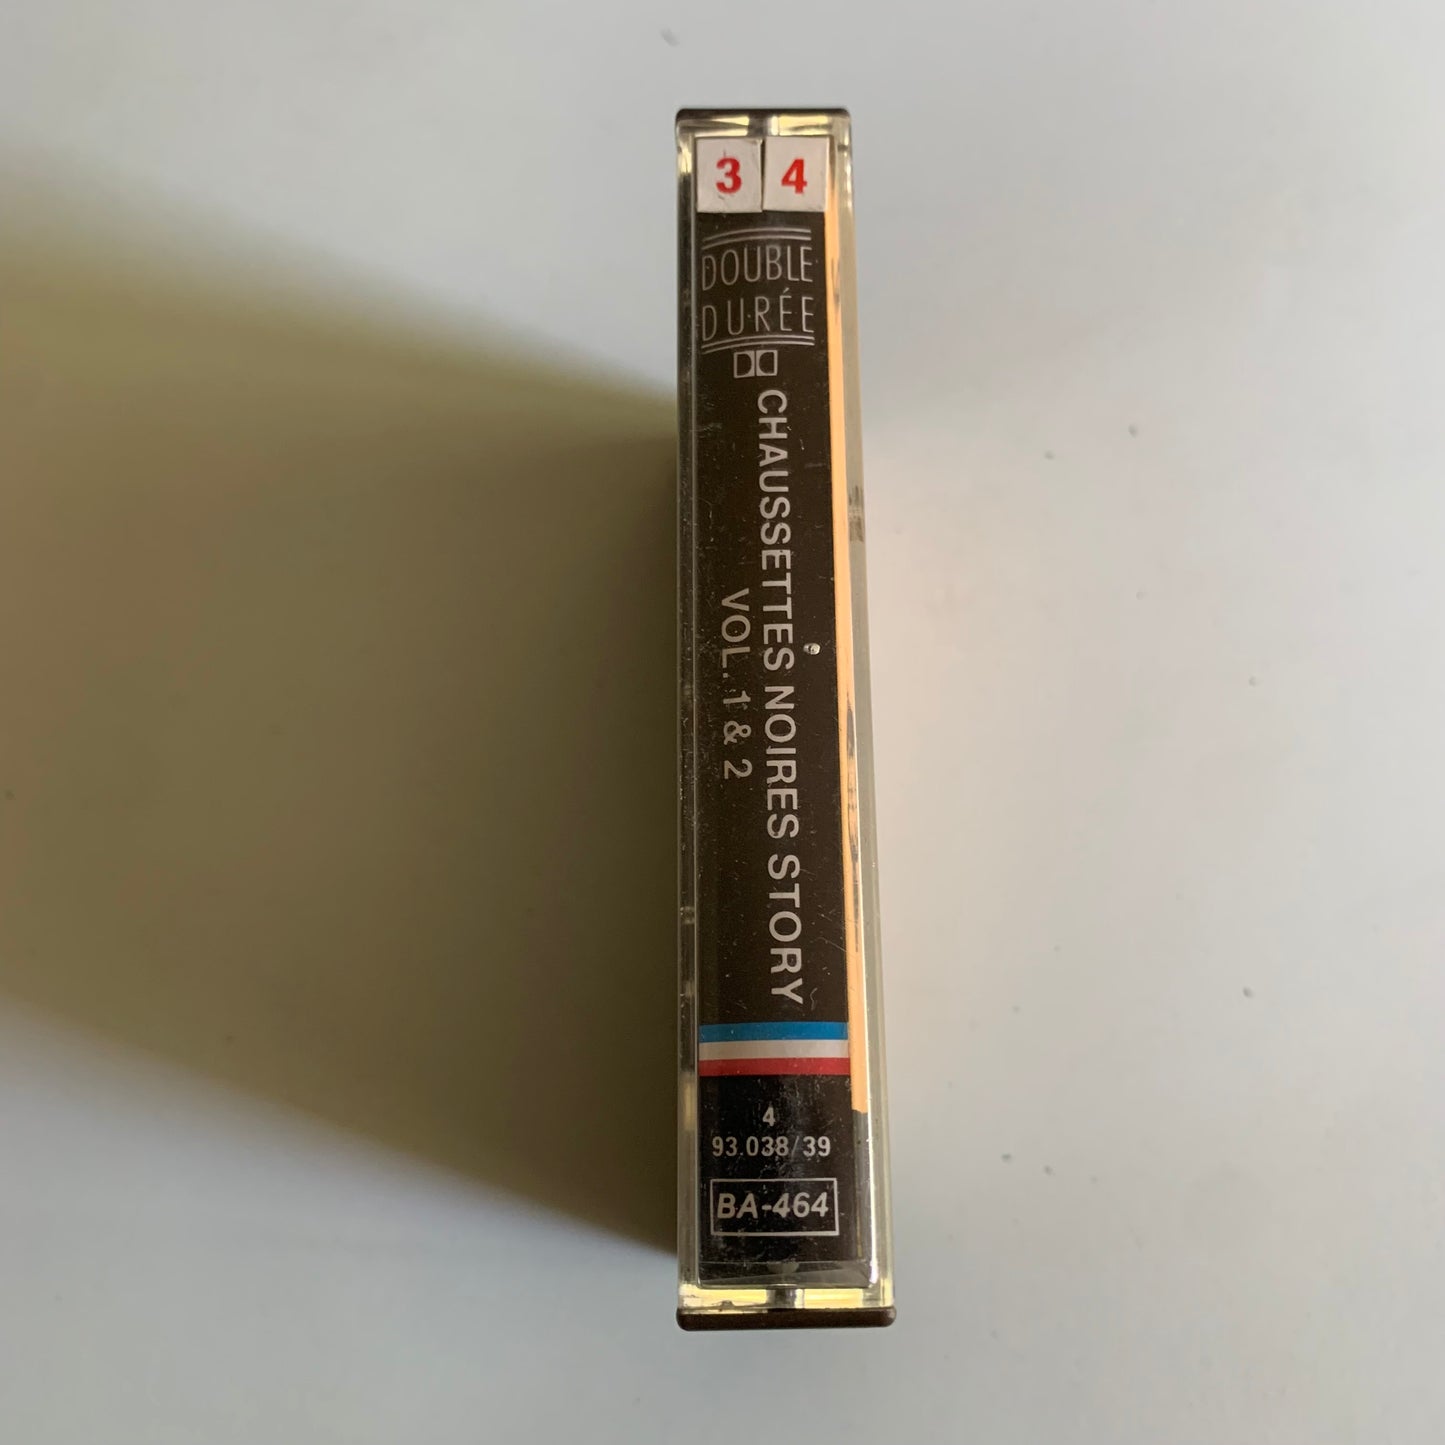 3 4
DOUBLE
DURÉE
CHAUSSETTES NOIRES STORY
VOL. 1 & 2
4
93.038/39
BA-464